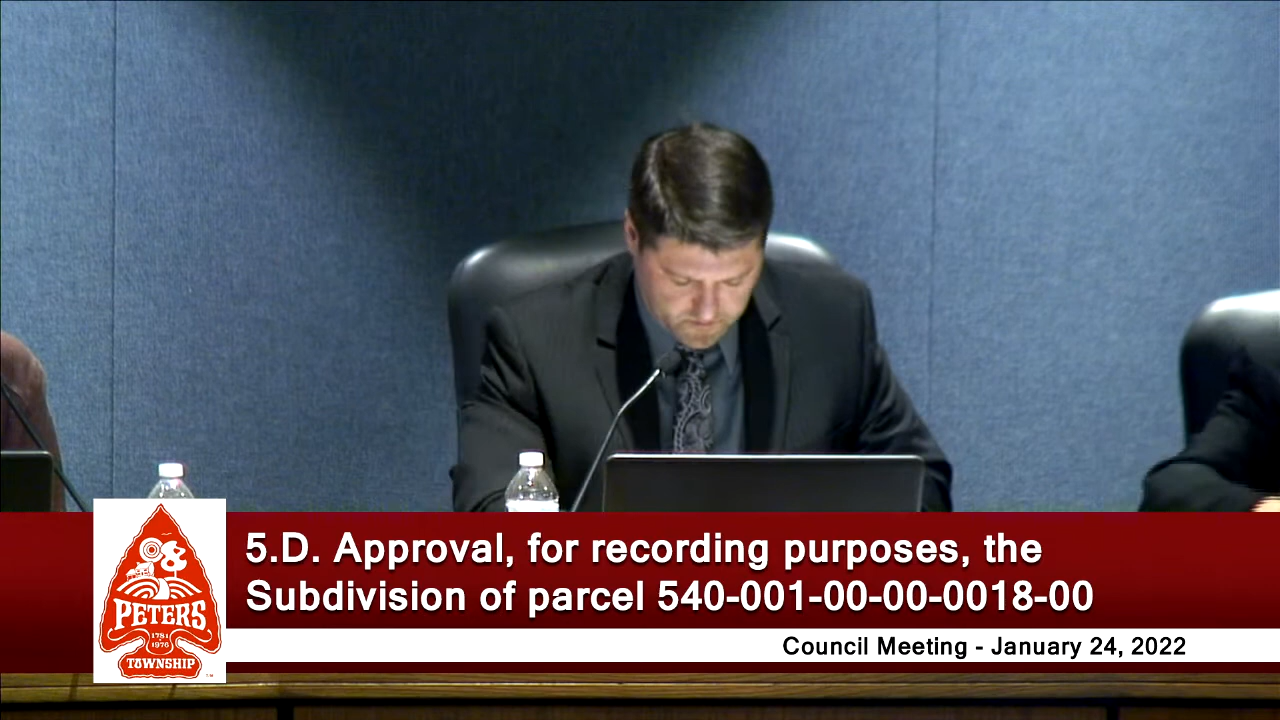 5.D. Approval, for recording purposes, the
Subdivision of parcel 540-001-00-00-0018-00
Council Meeting - January 24, 2022
PETERS
1781
1976
TOWNSHIP